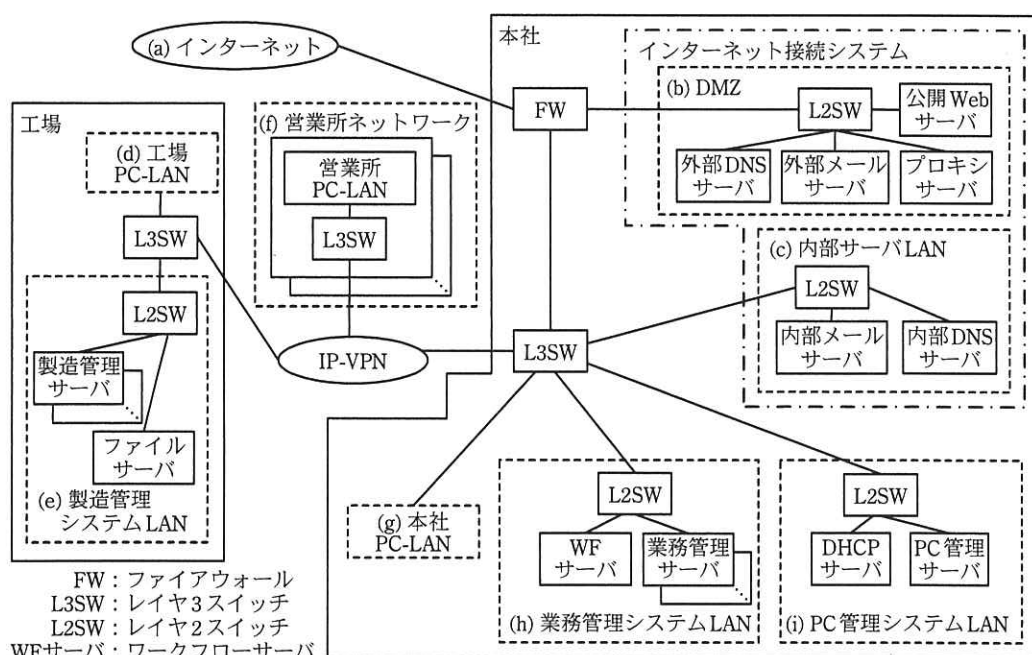 本社
(a) インターネット
インターネット接続システム
(b) DMZ
FW
L2SW
公開Web
サーバ
外部DNS
サーバ
外部メール
サーバ
プロキシ
サーバ
工場
(d) 工場
PC-LAN
L3SW
(f) 営業所ネットワーク
営業所
PC-LAN
L3SW
(c) 内部サーバLAN
L2SW
内部メール
サーバ
内部DNS
サーバ
L2SW
製造管理
サーバ
ファイル
サーバ
(e) 製造管理
システムLAN
IP-VPN
L3SW
(g) 本社
PC-LAN
L2SW
WF
サーバ
業務管理
サーバ
(h) 業務管理システムLAN
L2SW
DHCP
サーバ
PC管理
サーバ
(i) PC管理システムLAN
FW：ファイアウォール
L3SW：レイヤ3スイッチ
L2SW：レイヤ2スイッチ
WFサーバ：ワークフローサーバ